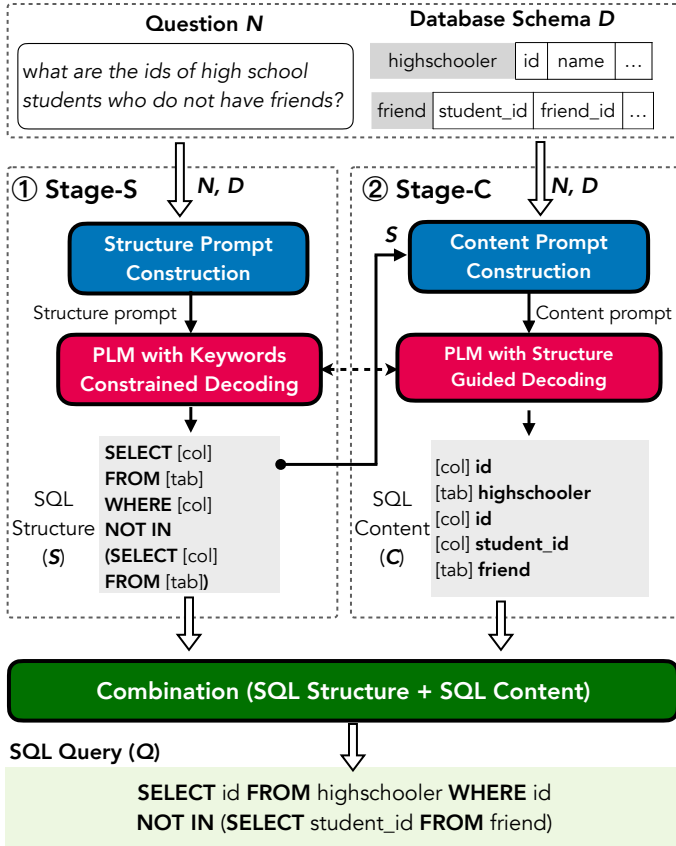 Question N
Database Schema D
what are the ids of high school
students who do not have friends?
highschooler id name ...
friend student_id friend_id ...
① Stage-S
N, D
Structure Prompt
Construction
Structure prompt
PLM with Keywords
Constrained Decoding
SQL
Structure
(S)
SELECT [col]
FROM [tab]
WHERE [col]
NOT IN
(SELECT [col]
FROM [tab])
② Stage-C
N, D
S
Content Prompt
Construction
Content prompt
PLM with Structure
Guided Decoding
SQL
Content
(C)
[col] id
[tab] highschooler
[col] id
[col] student_id
[tab] friend
Combination (SQL Structure + SQL Content)
SQL Query (Q)
SELECT id FROM highschooler WHERE id
NOT IN (SELECT student_id FROM friend)